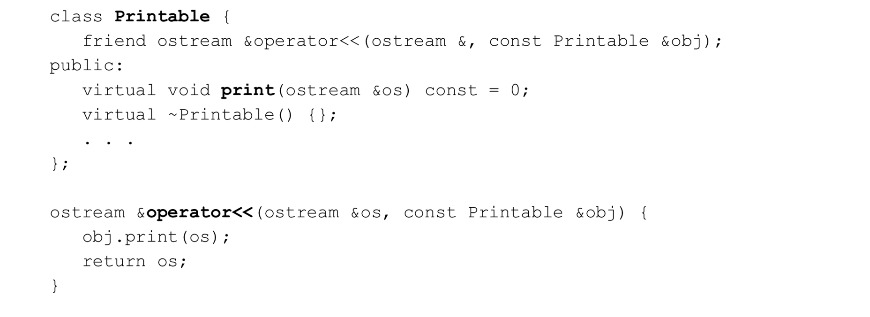 class Printable {
   friend ostream &operator<<(ostream &, const Printable &obj);
public:
   virtual void print(ostream &os) const = 0;
   virtual ~Printable() {};
   . . .
};

ostream &operator<<(ostream &os, const Printable &obj) {
   obj.print(os);
   return os;
}